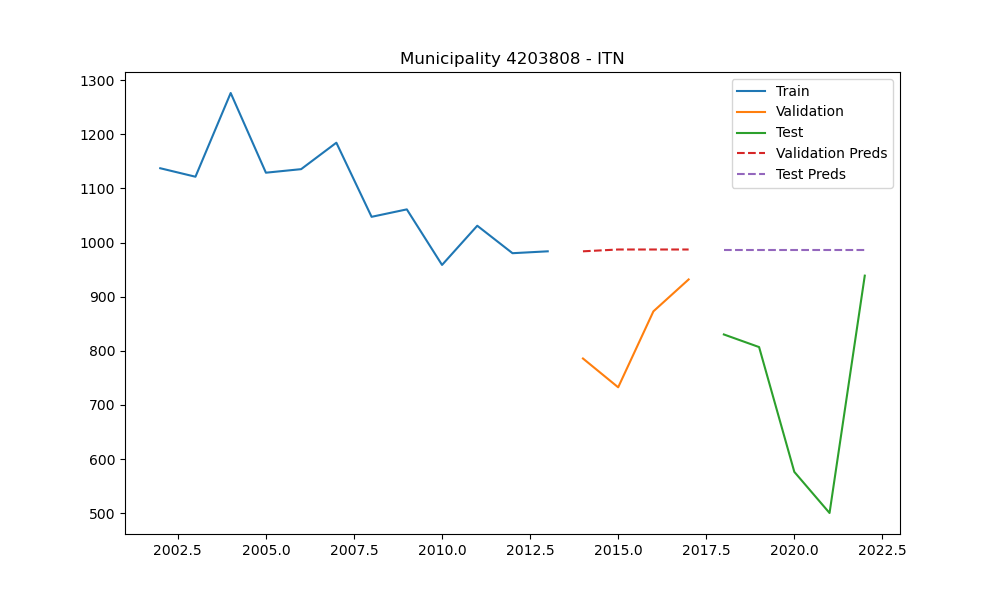 Municipality 4203808 - ITN
1300
1200
1100
1000
900
800
700
600
500
2002.5 2005.0 2007.5 2010.0 2012.5 2015.0 2017.5 2020.0 2022.5
Train
Validation
Test
Validation Preds
Test Preds